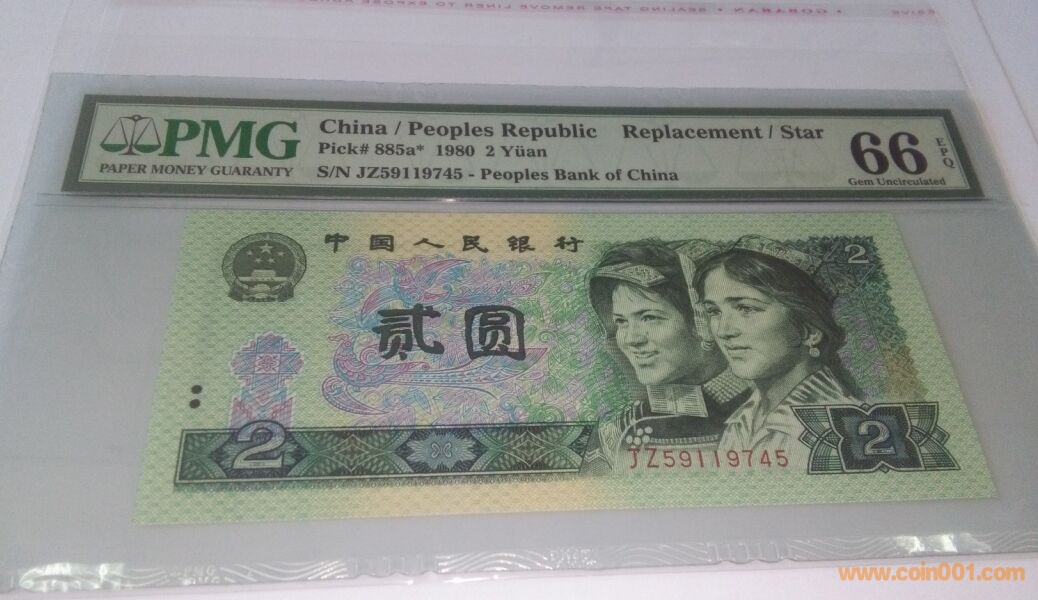 PMG
PAPER MONEY GUARANTY
China / Peoples Republic Replacement / Star
Pick# 885a* 1980 2 Yüan
S/N JZ59119745 - Peoples Bank of China
66
EPQ
Gem Uncirculated
中国人民银行
2
贰圆
2
2
JZ59119745
www.coin001.com